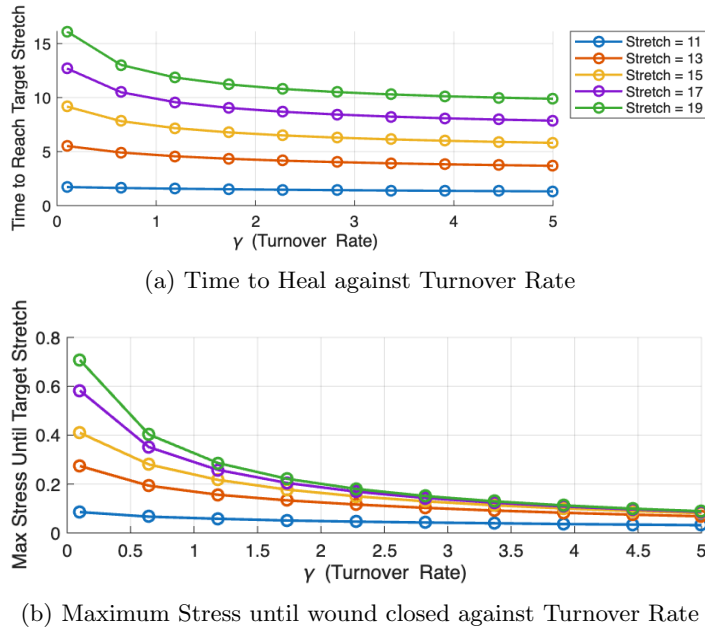 15
10
5
0
0 1 2 3 4 5
Time to Reach Target Stretch
γ (Turnover Rate)
Stretch = 11
Stretch = 13
Stretch = 15
Stretch = 17
Stretch = 19
(a) Time to Heal against Turnover Rate
0.8
0.6
0.4
0.2
0
0 0.5 1 1.5 2 2.5 3 3.5 4 4.5 5
Max Stress Until Target Stretch
γ (Turnover Rate)
(b) Maximum Stress until wound closed against Turnover Rate